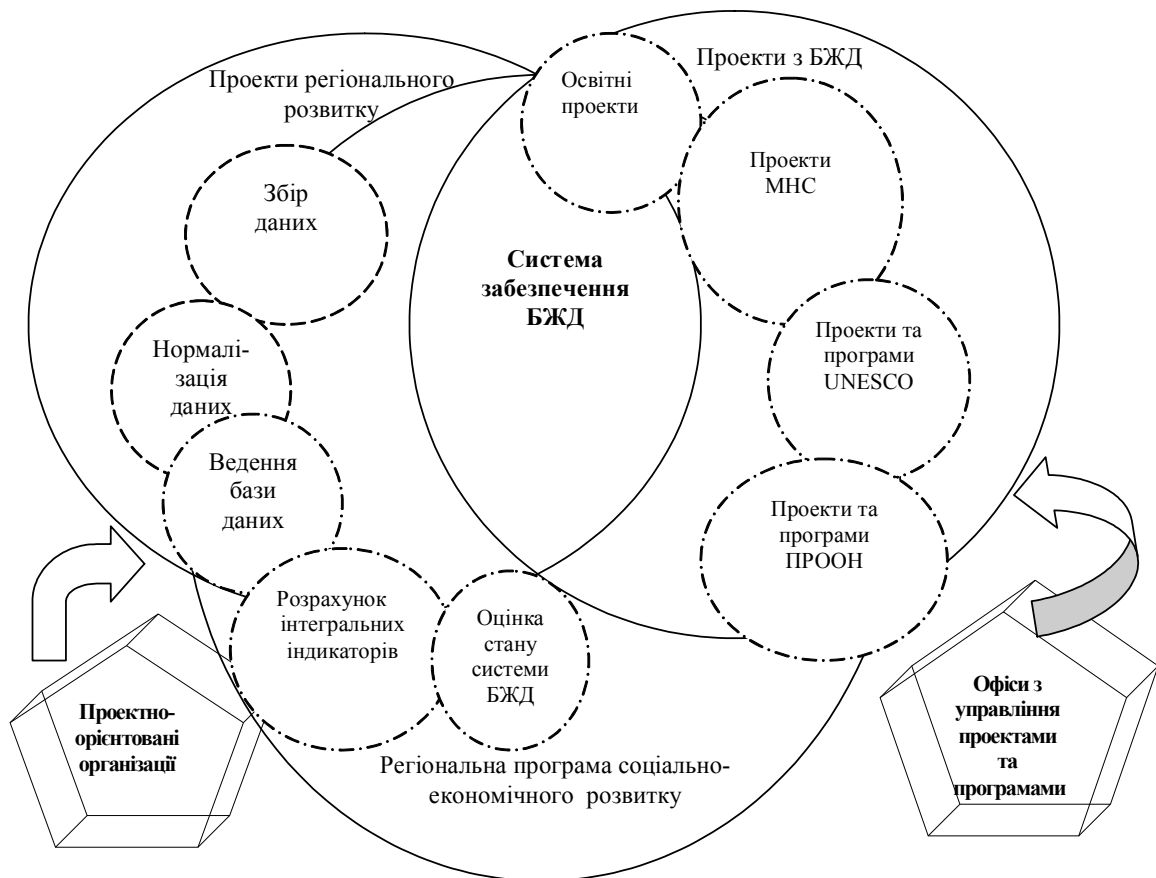 Проекти регіонального
розвитку
Проекти з БЖД
Освітні
проекти
Проекти
МНС
Збір
даних
Система
забезпечення
БЖД
Нормалі-
зація
даних
Проекти та
програми
UNESCO
Ведення
бази
даних
Проекти та
програми
ПРООН
Розрахунок
інтегральних
індикаторів
Оцінка
стану
системи
БЖД
Проектно-
орієнтовані
організації
Офіси з
управління
проектами
та
програмами
Регіональна програма соціально-
економічного розвитку